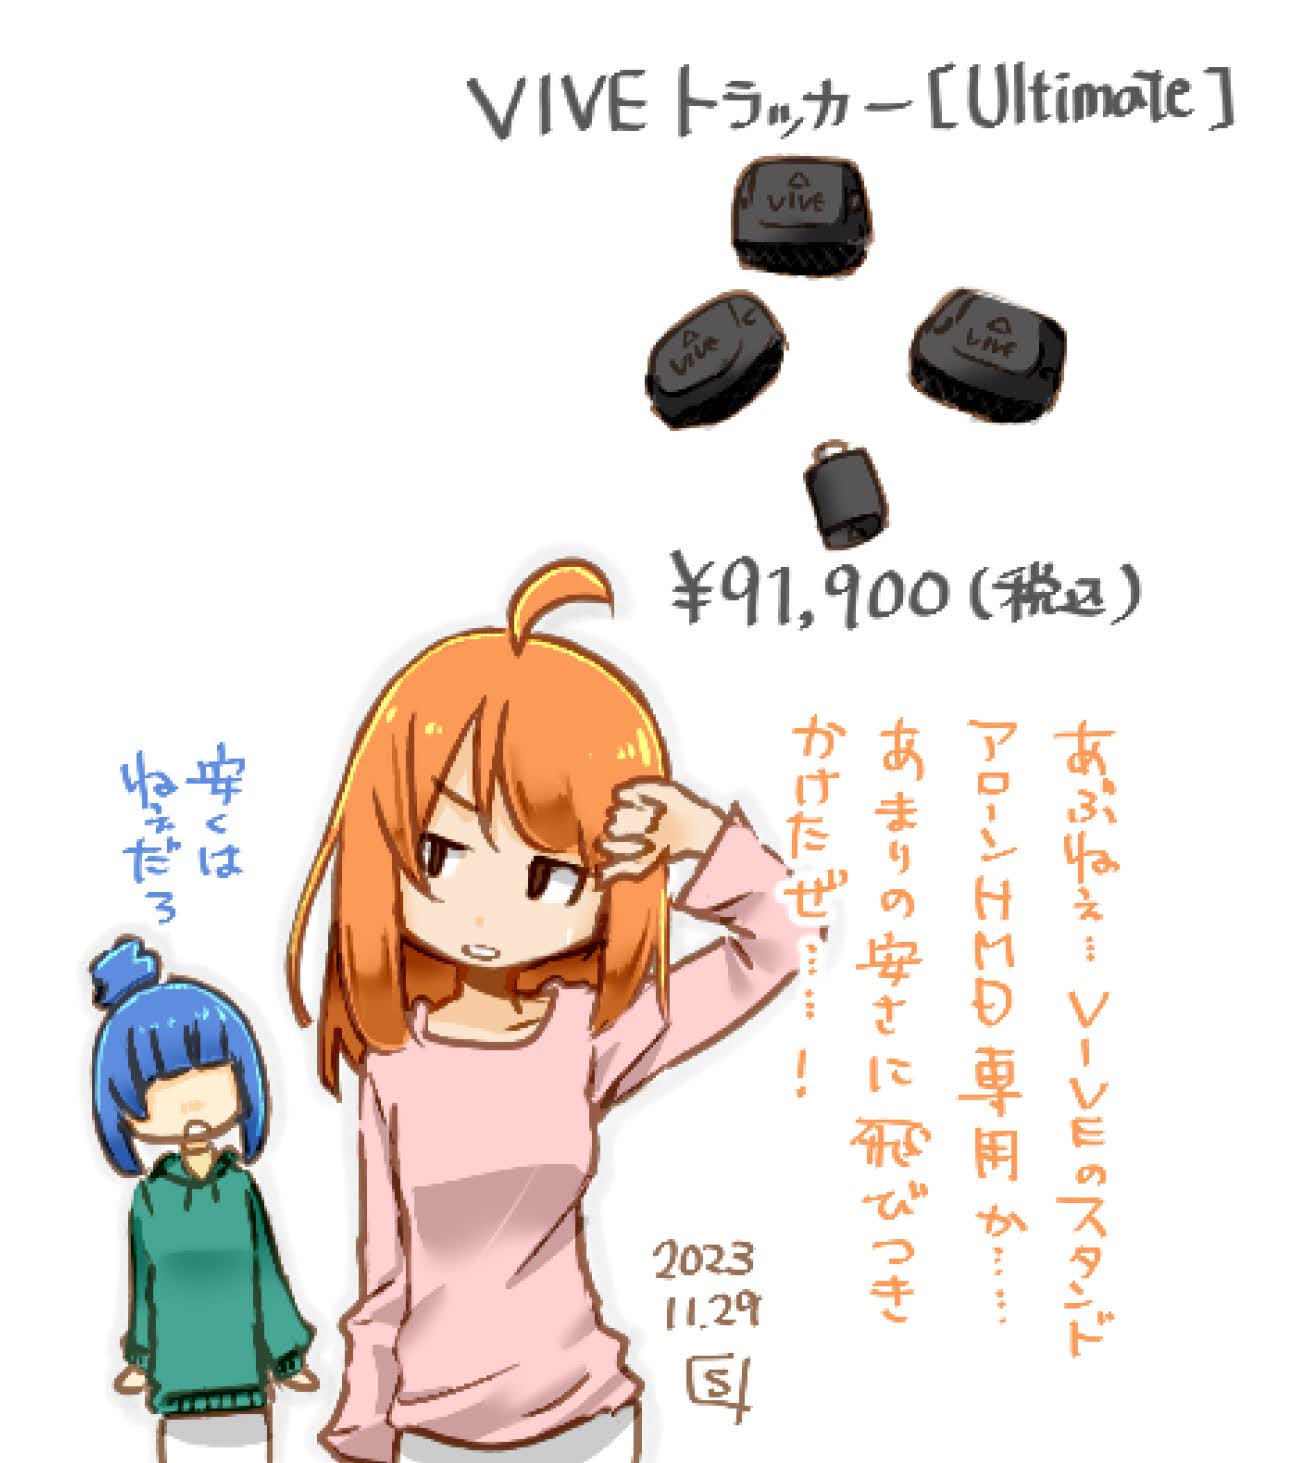 VIVEトラッカー[Ultimate]
VIVE
VIVE
VIVE
¥91,900(税込)
あぶねぇ…VIVEのスタンド
アローンHMD専用か……
あまりの安さに飛びつき
かけたぜ……!
安くは
ねぇだろ
2023
11.29
S